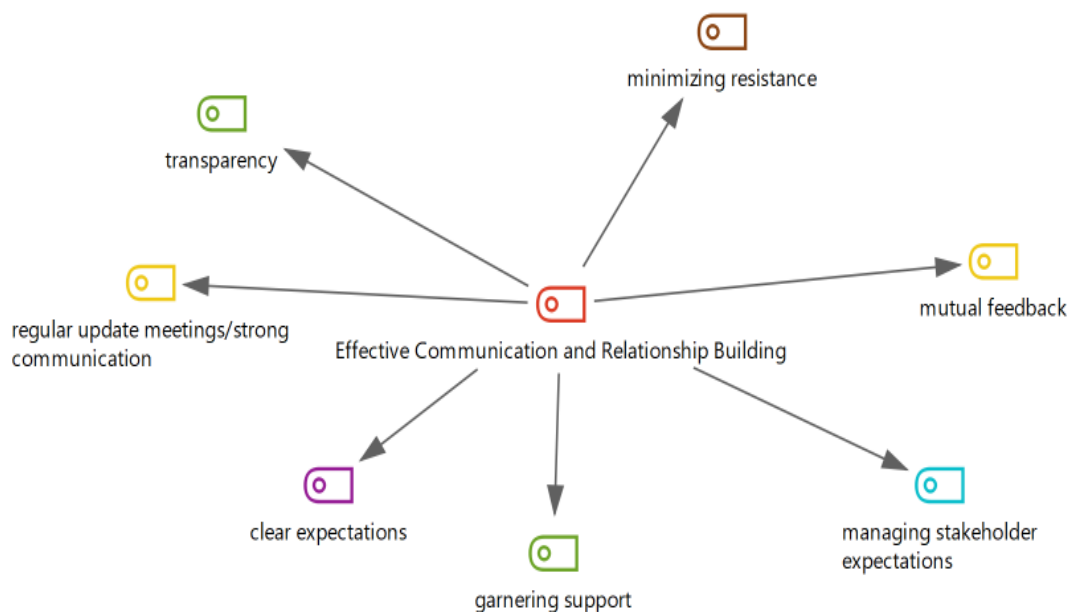 minimizing resistance
transparency
mutual feedback
regular update meetings/strong
communication
Effective Communication and Relationship Building
clear expectations
managing stakeholder
expectations
garnering support